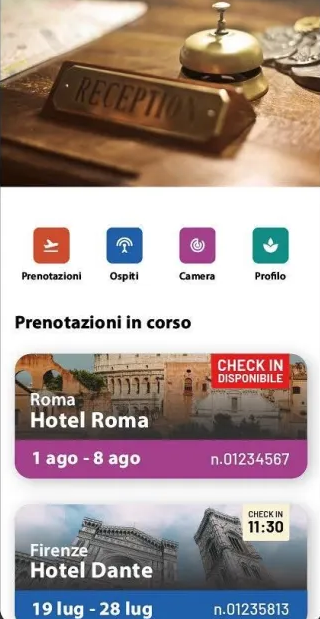 RECEPTION
Prenotazioni
Ospiti
Camera
Profilo
Prenotazioni in corso
CHECK IN
DISPONIBILE
Roma
Hotel Roma
1 ago - 8 ago
n.01234567
CHECK IN
11:30
Firenze
Hotel Dante
19 lug - 28 lug
n.01235813